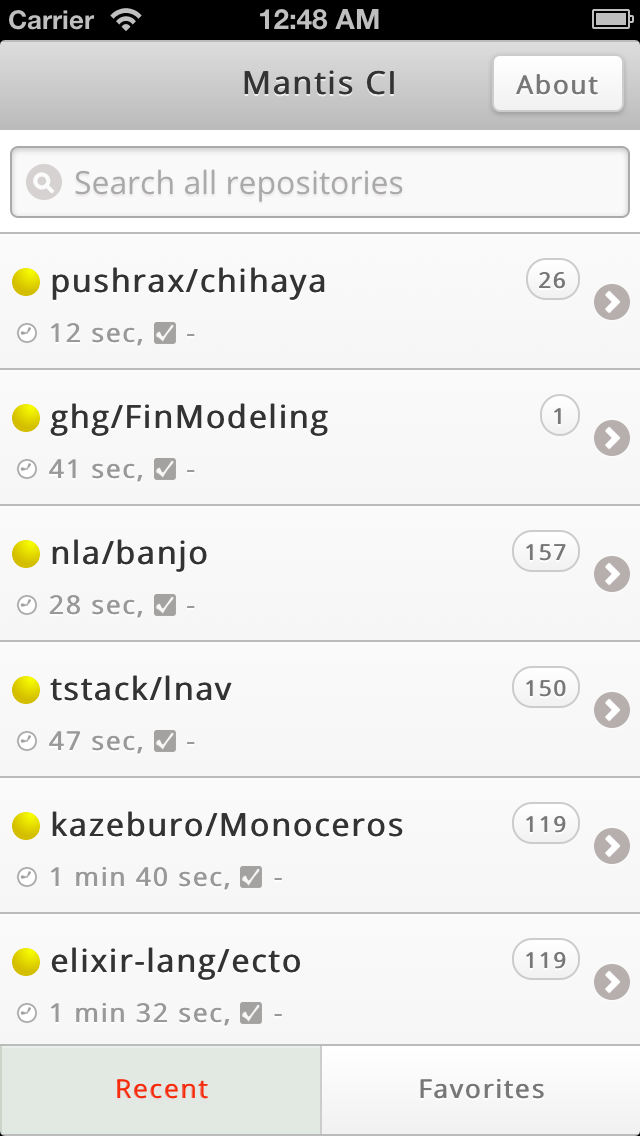 Carrier 12:48 AM
Mantis CI
About
Search all repositories
pushrax/chihaya 26
12 sec, -
ghg/FinModeling 1
41 sec, -
nla/banjo 157
28 sec, -
tstack/lnav 150
47 sec, -
kazeburo/Monoceros 119
1 min 40 sec, -
elixir-lang/ecto 119
1 min 32 sec, -
Recent Favorites